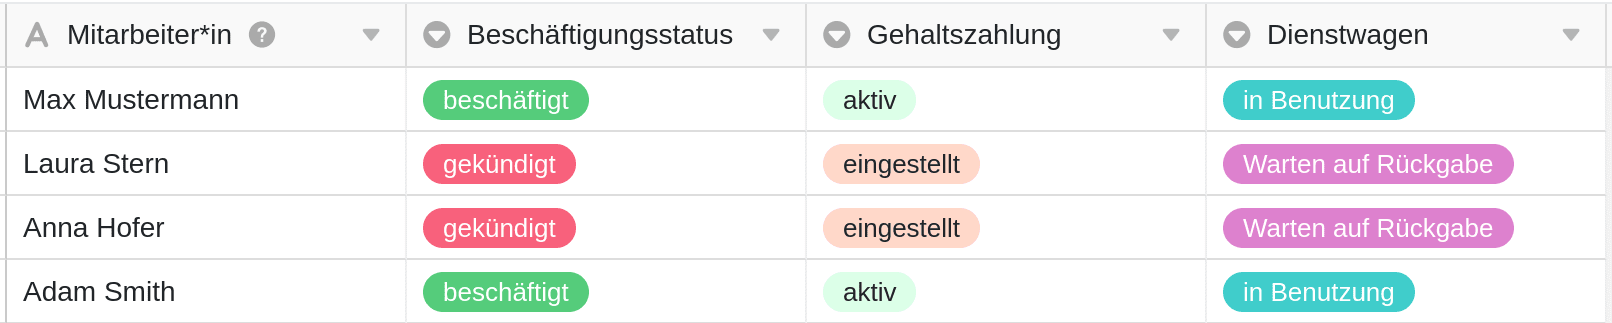 Mitarbeiter*in ? Beschäftigungsstatus Gehaltszahlung Dienstwagen
Max Mustermann beschäftigt aktiv in Benutzung
Laura Stern gekündigt eingestellt Warten auf Rückgabe
Anna Hofer gekündigt eingestellt Warten auf Rückgabe
Adam Smith beschäftigt aktiv in Benutzung